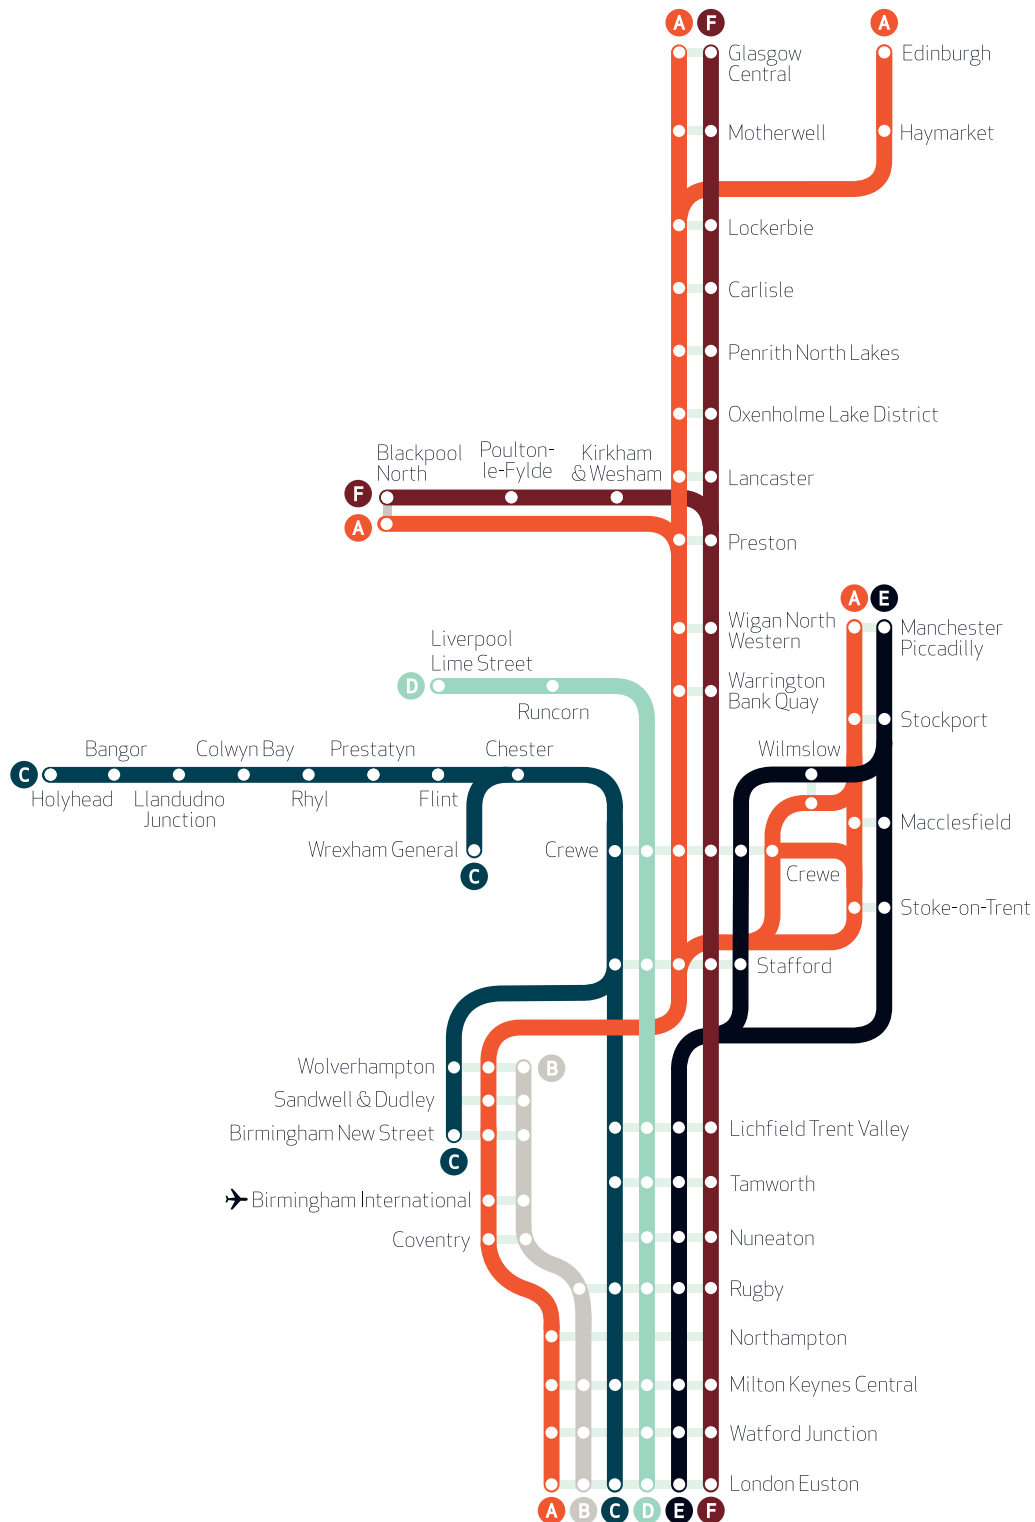 A
F
A
Glasgow
Central
Edinburgh
Motherwell
Haymarket
Lockerbie
Carlisle
Penrith North Lakes
Oxenholme Lake District
Blackpool
North
Poulton-
le-Fylde
Kirkham
& Wesham
Lancaster
F
A
Preston
A
E
Wigan North
Western
Manchester
Piccadilly
Liverpool
Lime Street
D
Runcorn
Warrington
Bank Quay
Stockport
Bangor
Colwyn Bay
Prestatyn
Chester
Wilmslow
C
Holyhead
Llandudno
Junction
Rhyl
Flint
Macclesfield
Wrexham General
C
Crewe
Crewe
Stoke-on-Trent
Stafford
Wolverhampton
B
Sandwell & Dudley
Birmingham New Street
C
Lichfield Trent Valley
Tamworth
Birmingham International
Coventry
Nuneaton
Rugby
Northampton
Milton Keynes Central
Watford Junction
London Euston
A
B
C
D
E
F